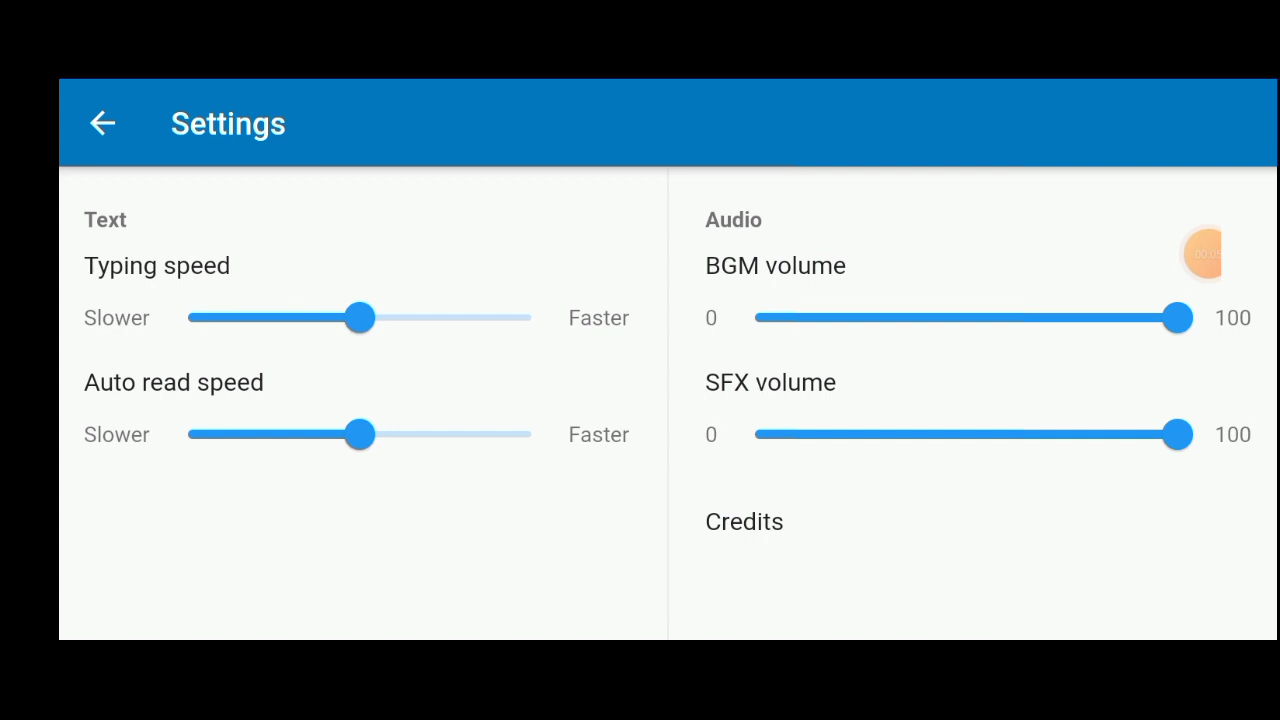 Settings
Text
Typing speed
Slower Faster
Auto read speed
Slower Faster
Audio
BGM volume
0 100
SFX volume
0 100
Credits